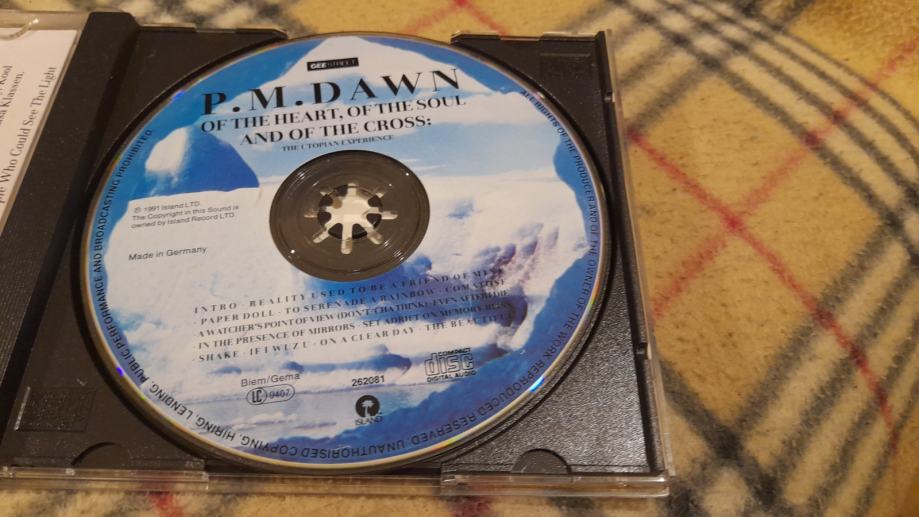 Kool
asa Klassen.
ple Who Could See The Light
GEE STREET
P.M.DAWN
OF THE HEART, OF THE SOUL
AND OF THE CROSS:
THE UTOPIAN EXPERIENCE
℗ 1991 Island LTD.
The Copyright in this Sound is
owned by Island Record LTD.
Made in Germany
INTRO · REALITY USED TO BE A FRIEND OF MINE
· PAPER DOLL · TO SERENADE A RAINBOW · COMATOSE
A WATCHER'S POINT OF VIEW (DON'T 'CHA THINK) · EVEN AFTER I DIE
IN THE PRESENCE OF MIRRORS · SET ADRIFT ON MEMORY BLISS
· SHAKE · IF I WUZ U · ON A CLEAR DAY · THE BEAUTIFUL
Biem/Gema
LC 9407
262081
COMPACT
disc
DIGITAL AUDIO
ISLAND
ALL RIGHTS OF THE PRODUCER AND OF THE OWNER OF THE WORK REPRODUCED RESERVED. UNAUTHORISED COPYING, HIRING, LENDING, PUBLIC PERFORMANCE AND BROADCASTING PROHIBITED